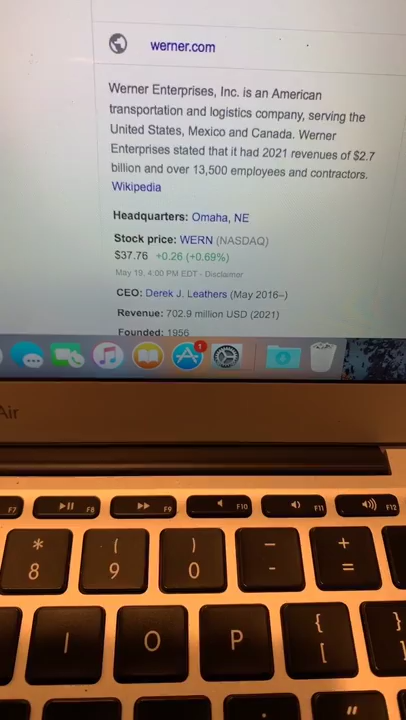 werner.com
Werner Enterprises, Inc. is an American
transportation and logistics company, serving the
United States, Mexico and Canada. Werner
Enterprises stated that it had 2021 revenues of $2.7
billion and over 13,500 employees and contractors.
Wikipedia
Headquarters: Omaha, NE
Stock price: WERN (NASDAQ)
$37.76 +0.26 (+0.69%)
May 19, 4:00 PM EDT - Disclaimer
CEO: Derek J. Leathers (May 2016–)
Revenue: 702.9 million USD (2021)
Founded: 1956
1
Air
F7 F8 F9 F10 F11 F12
* ( ) – +
8 9 0 - =
{ }
I O P [ ]
"